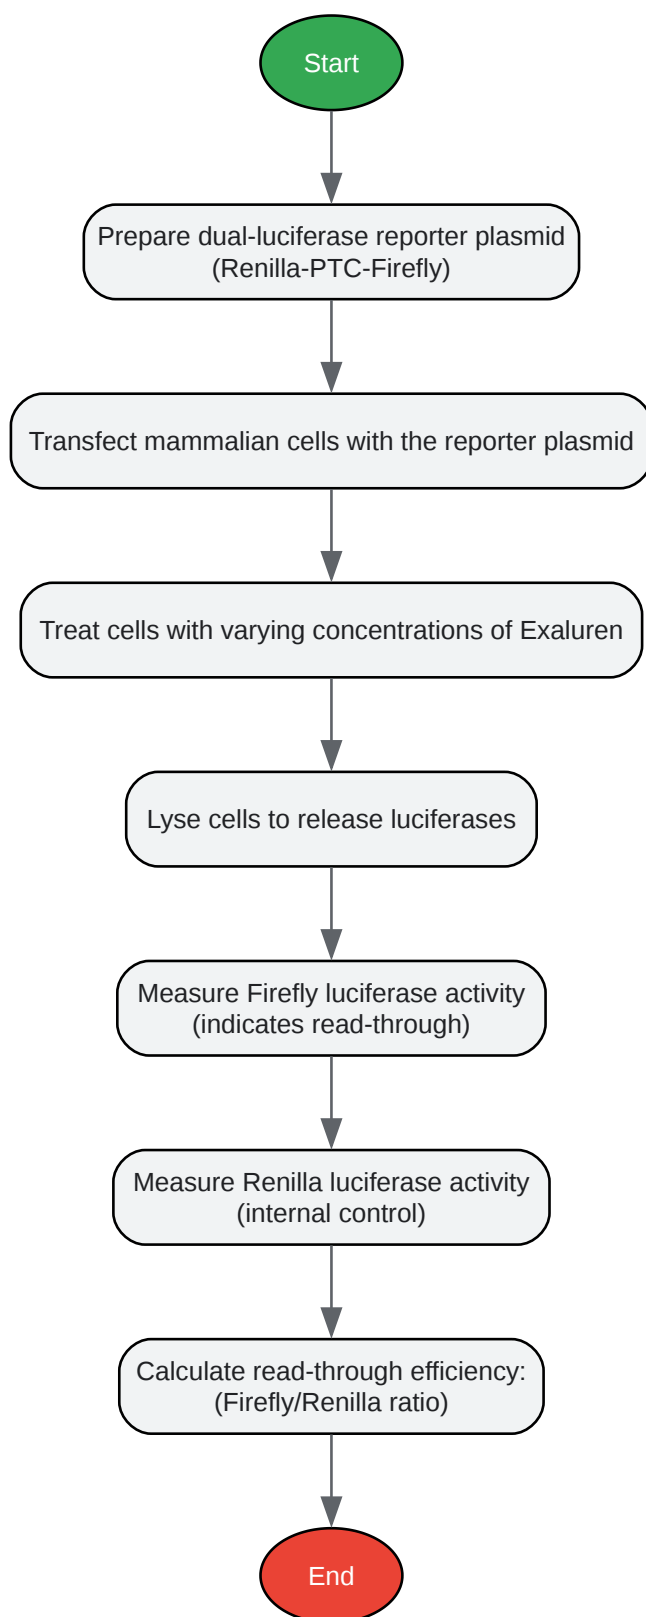 Start
Prepare dual-luciferase reporter plasmid
(Renilla-PTC-Firefly)
Transfect mammalian cells with the reporter plasmid
Treat cells with varying concentrations of Exaluren
Lyse cells to release luciferases
Measure Firefly luciferase activity
(indicates read-through)
Measure Renilla luciferase activity
(internal control)
Calculate read-through efficiency:
(Firefly/Renilla ratio)
End